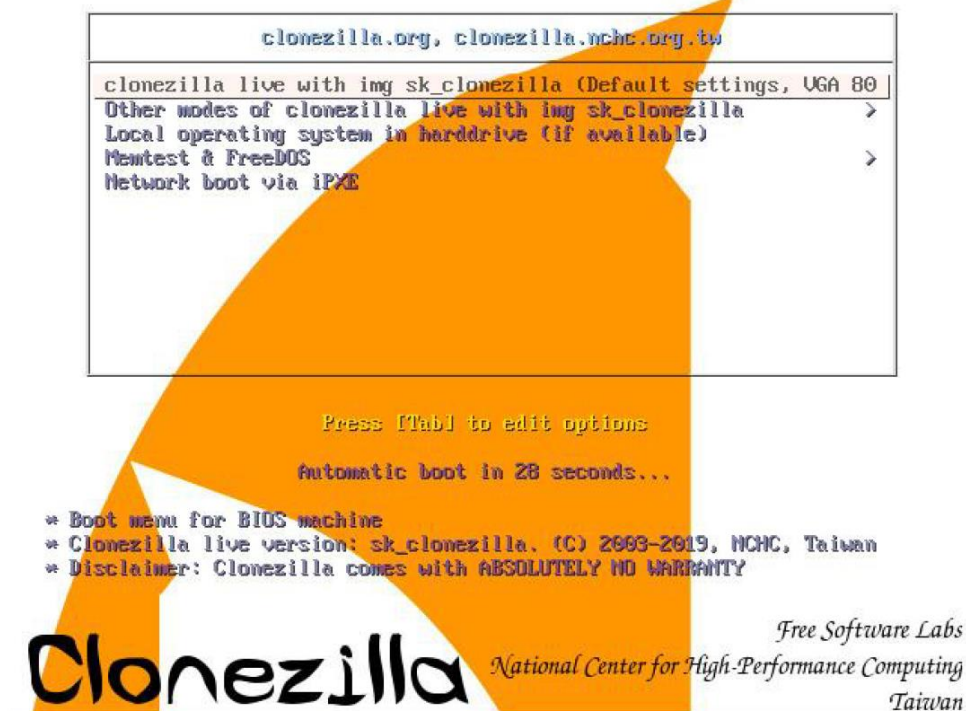 clonezilla.org, clonezilla.nchc.org.tw
clonezilla live with img sk_clonezilla (Default settings, VGA 80
Other modes of clonezilla live with img sk_clonezilla >
Local operating system in harddrive (if available)
Memtest & FreeDOS >
Network boot via iPXE
Press [Tab] to edit options
Automatic boot in 28 seconds...
* Boot menu for BIOS machine
* Clonezilla live version: sk_clonezilla. (C) 2003-2019, NCHC, Taiwan
* Disclaimer: Clonezilla comes with ABSOLUTELY NO WARRANTY
Free Software Labs
Clonezilla National Center for High-Performance Computing
Taiwan